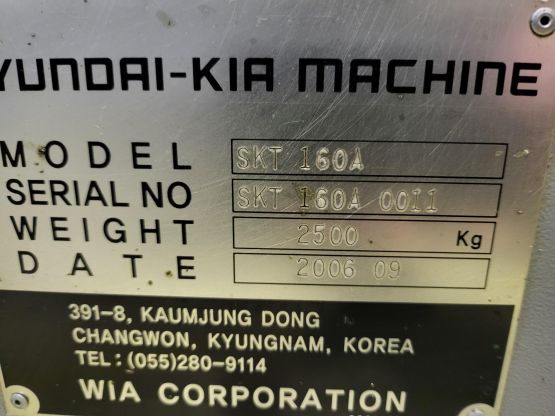 YUNDAI-KIA MACHINE
MODEL SKT 160A
SERIAL NO SKT 160A 0011
WEIGHT 2500 Kg
DATE 2006 09
391-8, KAUMJUNG DONG
CHANGWON, KYUNGNAM, KOREA
TEL : (055)280-9114
WIA CORPORATION